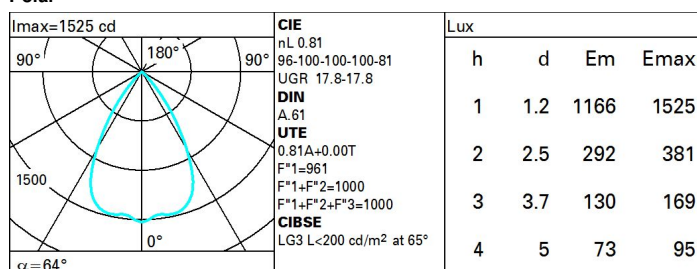 Imax=1525 cd
90° 180° 90°
1500
0°
α=64°
CIE
nL 0.81
96-100-100-100-81
UGR 17.8-17.8
DIN
A.61
UTE
0.81A+0.00T
F"1=961
F"1+F"2=1000
F"1+F"2+F"3=1000
CIBSE
LG3 L<200 cd/m² at 65°
Lux
h d Em Emax
1 1.2 1166 1525
2 2.5 292 381
3 3.7 130 169
4 5 73 95